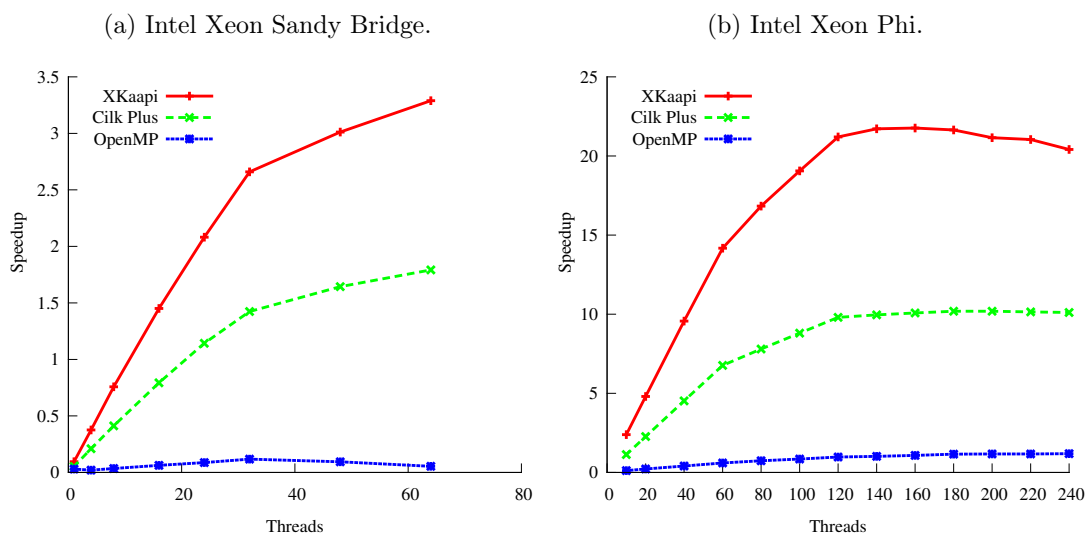 (a) Intel Xeon Sandy Bridge.
3.5
3
2.5
2
1.5
1
0.5
0
0 20 40 60 80
Speedup
Threads
XKaapi
Cilk Plus
OpenMP
(b) Intel Xeon Phi.
25
20
15
10
5
0
0 20 40 60 80 100 120 140 160 180 200 220 240
Speedup
Threads
XKaapi
Cilk Plus
OpenMP